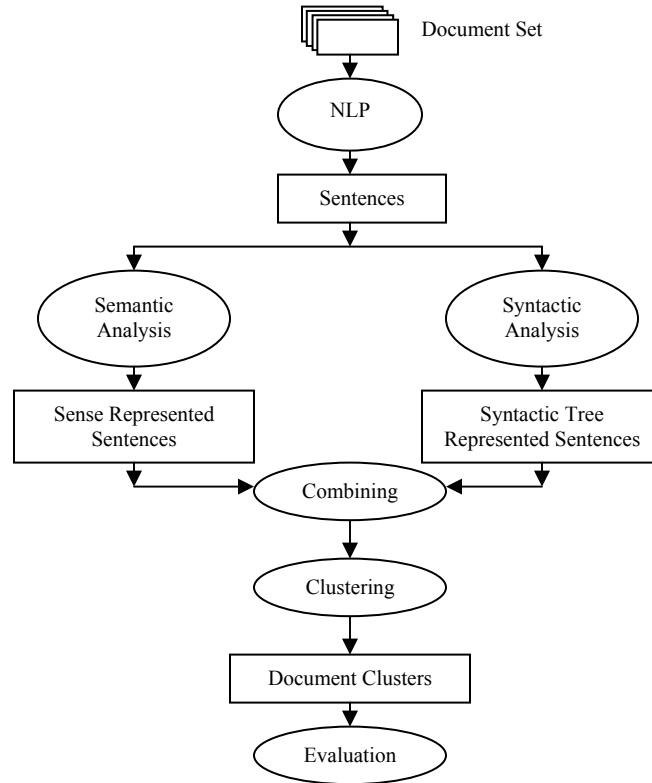 Document Set
NLP
Sentences
Semantic
Analysis
Syntactic
Analysis
Sense Represented
Sentences
Syntactic Tree
Represented Sentences
Combining
Clustering
Document Clusters
Evaluation